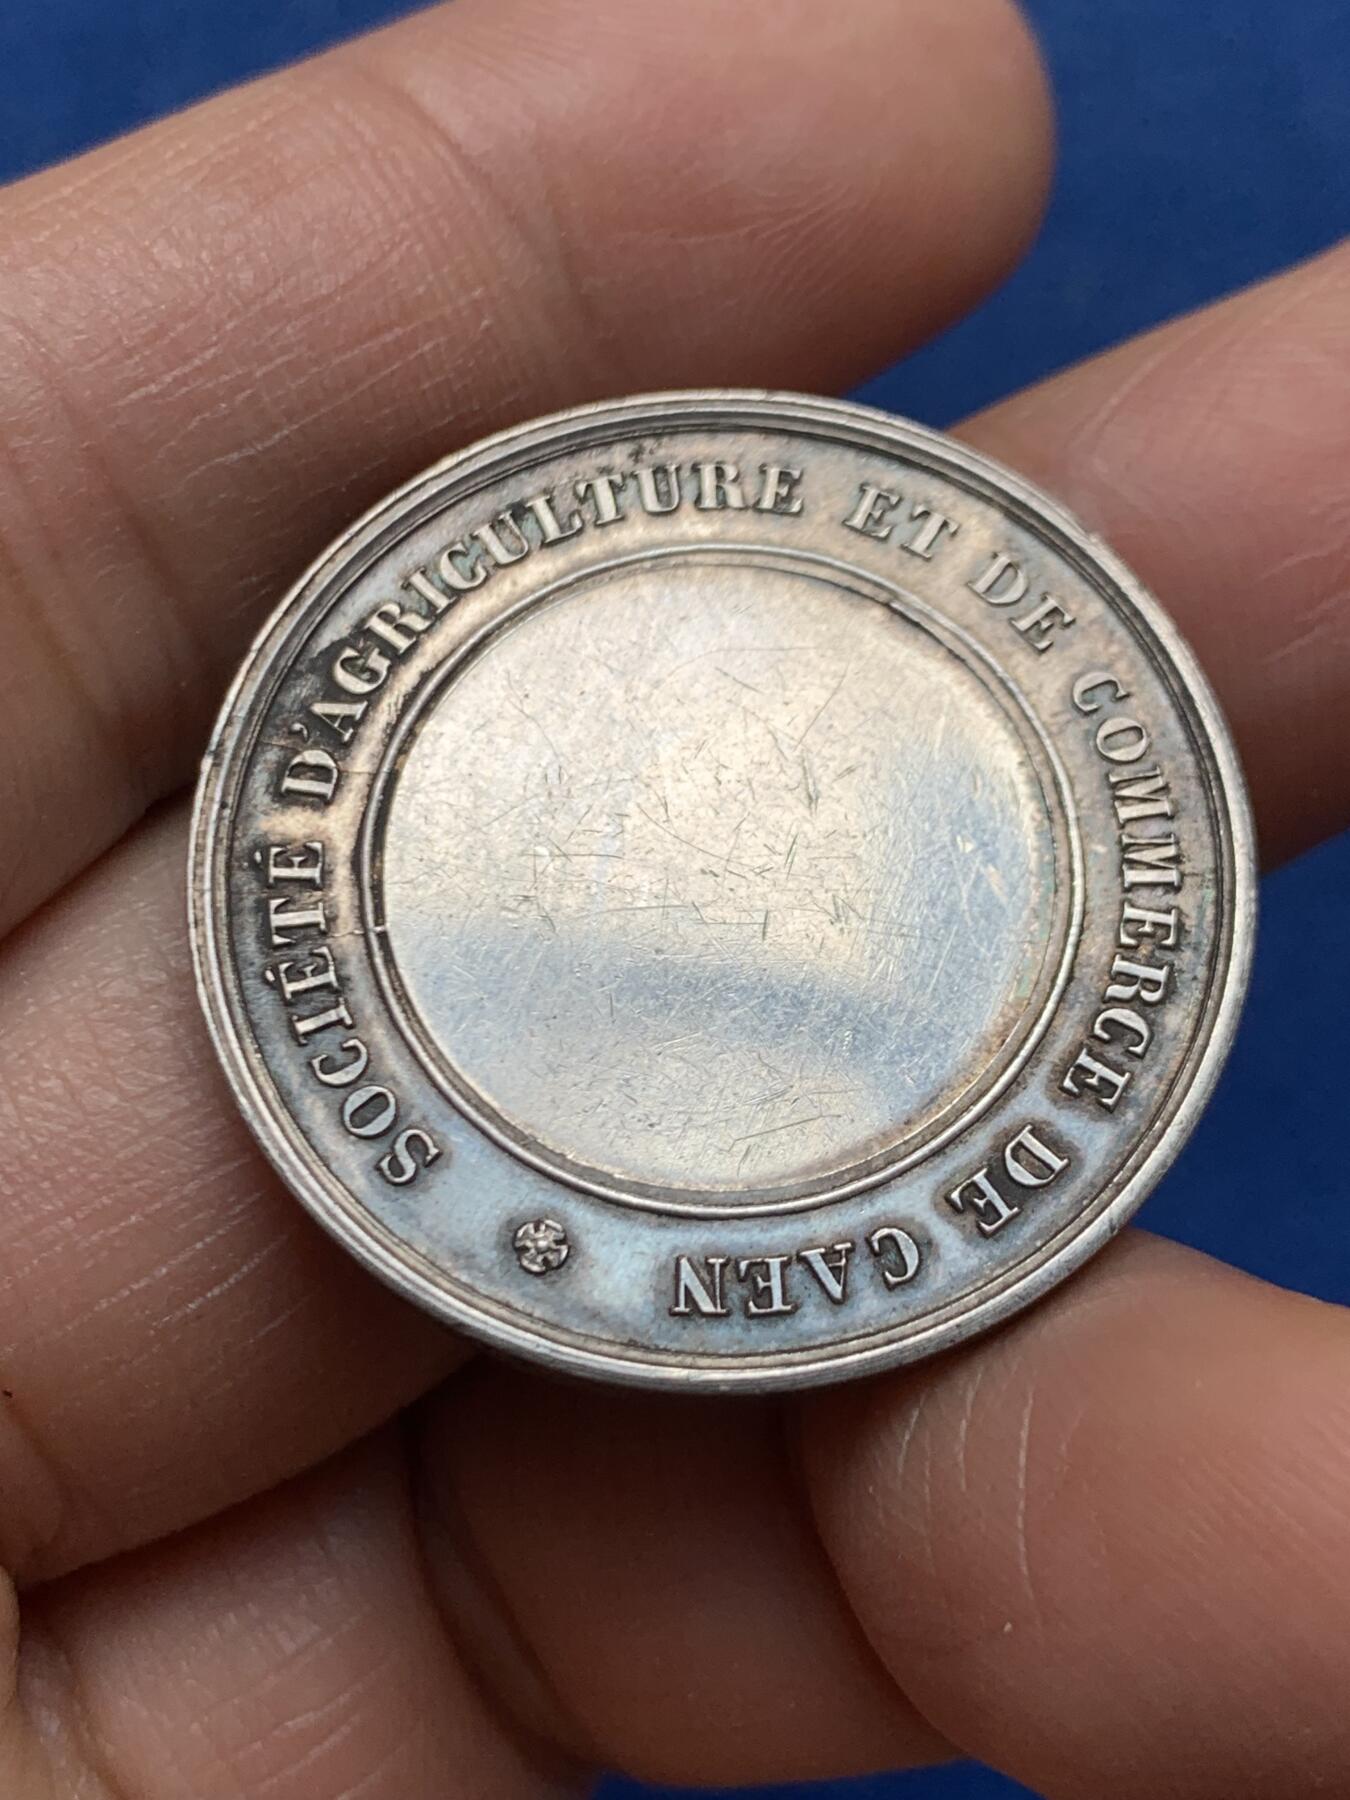 SOCIÉTÉ D'AGRICULTURE ET DE COMMERCE DE CAEN